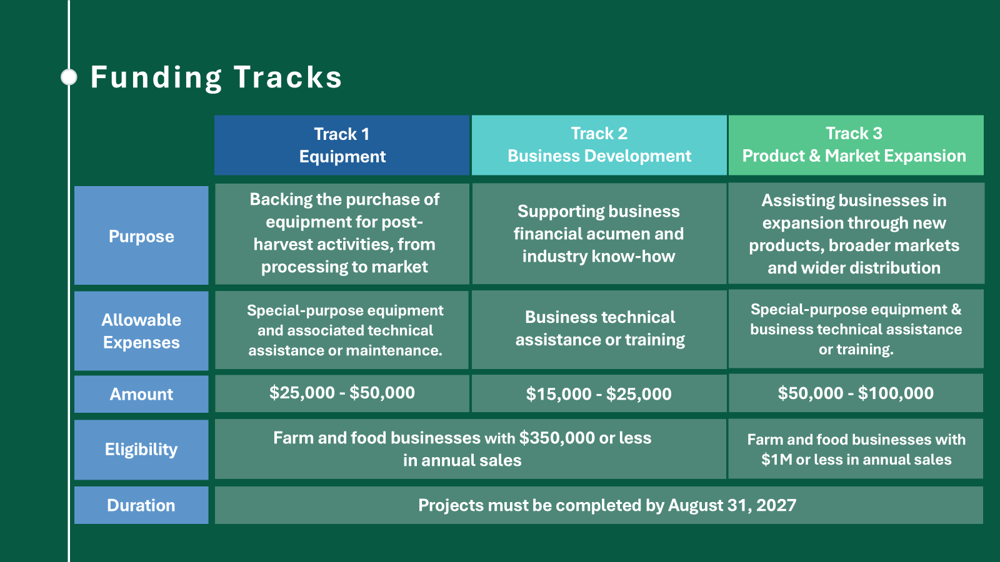 Funding Tracks
Track 1
Equipment
Track 2
Business Development
Track 3
Product & Market Expansion
Purpose
Backing the purchase of
equipment for post-
harvest activities, from
processing to market
Supporting business
financial acumen and
industry know-how
Assisting businesses in
expansion through new
products, broader markets
and wider distribution
Allowable
Expenses
Special-purpose equipment
and associated technical
assistance or maintenance.
Business technical
assistance or training
Special-purpose equipment &
business technical assistance
or training.
Amount
$25,000 - $50,000
$15,000 - $25,000
$50,000 - $100,000
Eligibility
Farm and food businesses with $350,000 or less
in annual sales
Farm and food businesses with
$1M or less in annual sales
Duration
Projects must be completed by August 31, 2027